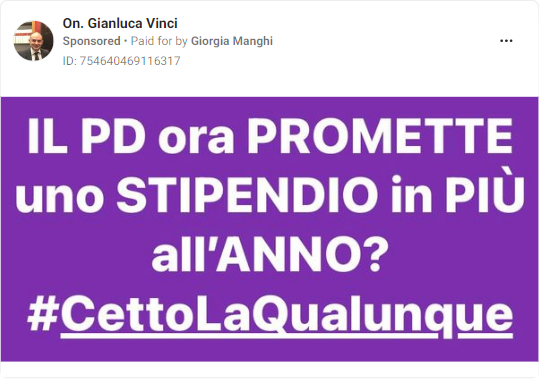 On. Gianluca Vinci
Sponsored • Paid for by Giorgia Manghi
ID: 754640469116317
IL PD ora PROMETTE
uno STIPENDIO in PIÙ
all'ANNO?
#CettoLaQualunque